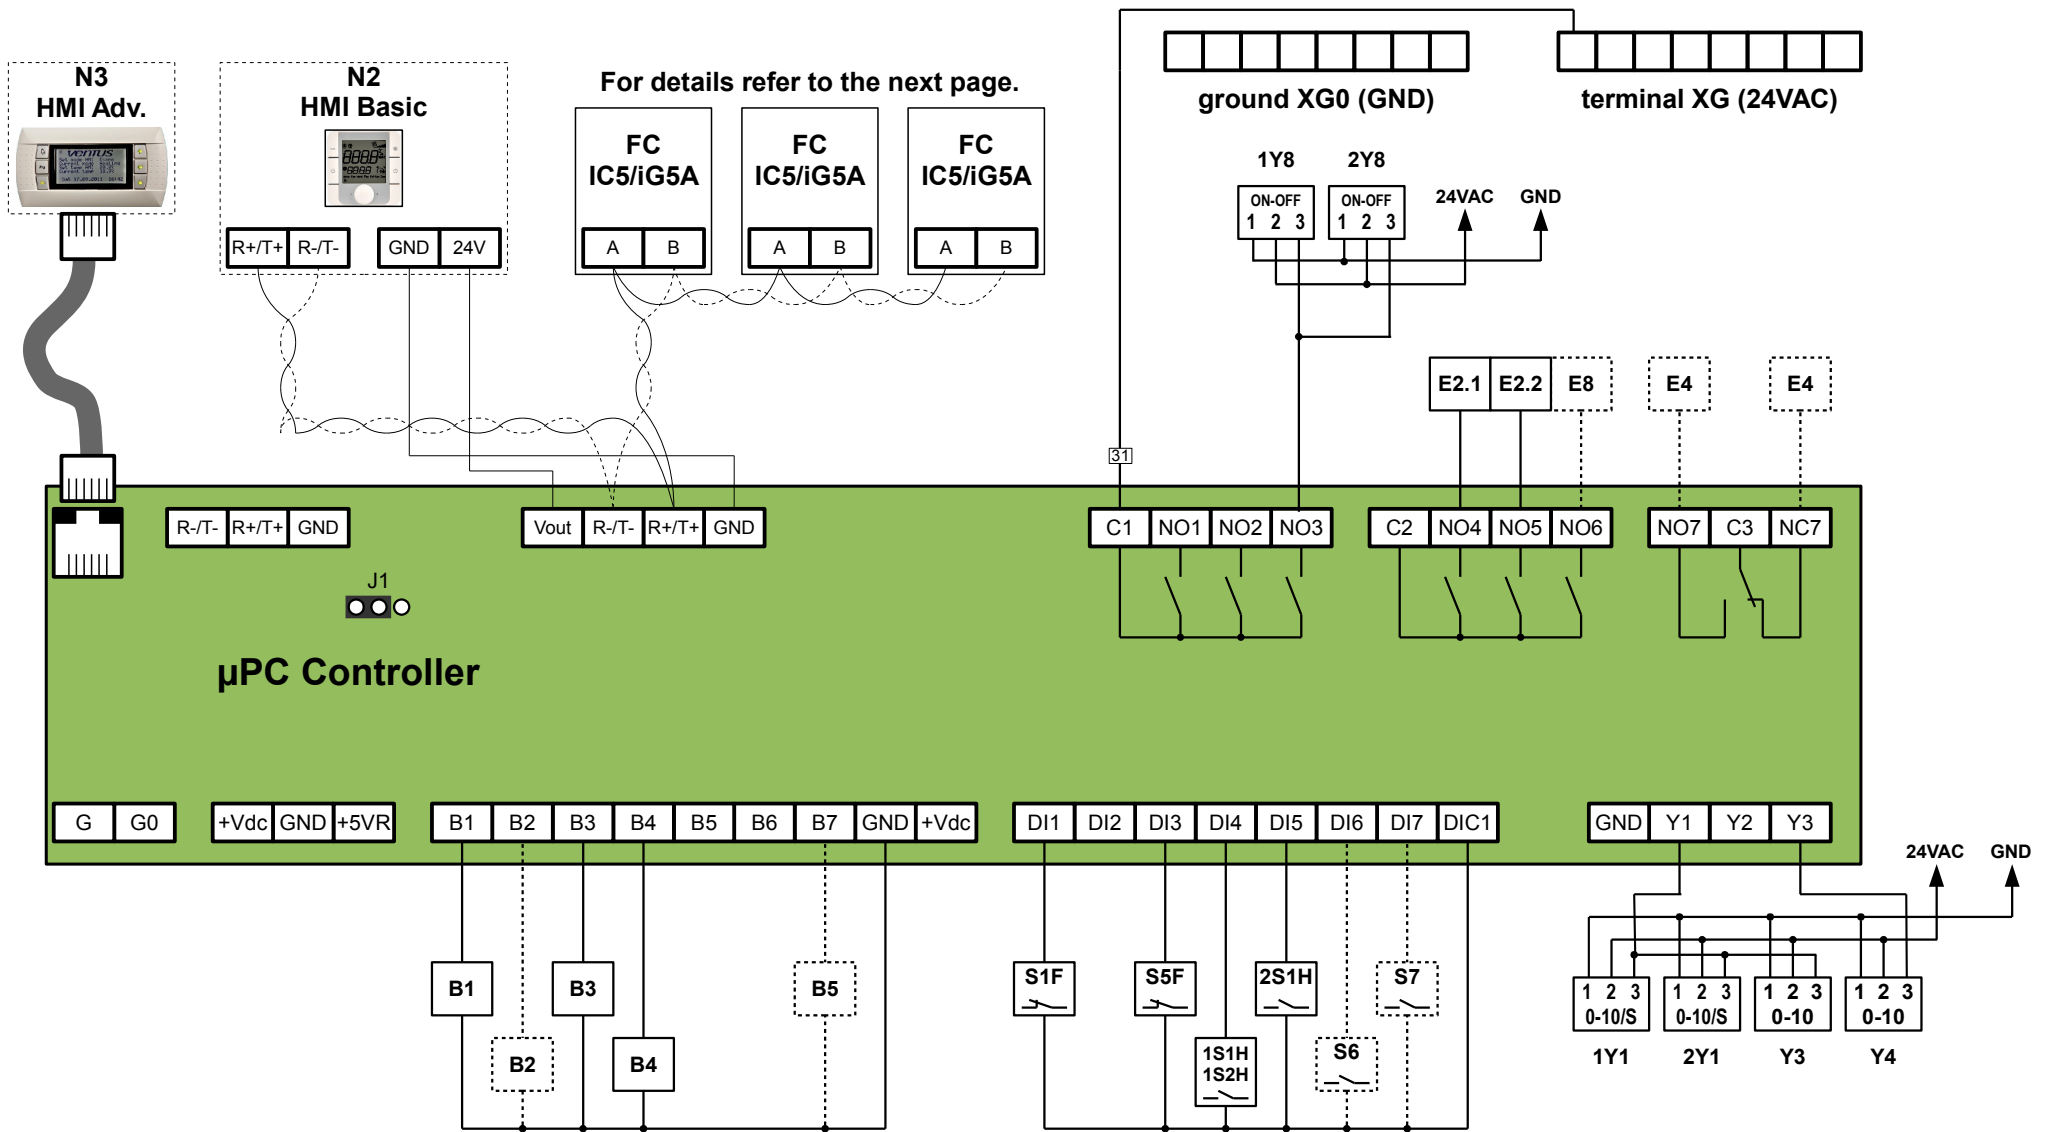 N3
HMI Adv.
VENTUS
N2
HMI Basic
R+/T+ R-/T- GND 24V
For details refer to the next page.
FC
IC5/iG5A
A B
FC
IC5/iG5A
A B
FC
IC5/iG5A
A B
ground XG0 (GND)
terminal XG (24VAC)
1Y8 2Y8
ON-OFF
1 2 3
ON-OFF
1 2 3
24VAC GND
E2.1 E2.2 E8 E4 E4
31
R-/T- R+/T+ GND
Vout R-/T- R+/T+ GND
C1 NO1 NO2 NO3
C2 NO4 NO5 NO6
NO7 C3 NC7
J1
µPC Controller
G G0
+Vdc GND +5VR
B1 B2 B3 B4 B5 B6 B7 GND +Vdc
DI1 DI2 DI3 DI4 DI5 DI6 DI7 DIC1
GND Y1 Y2 Y3
24VAC GND
B1 B3 B5
B2 B4
S1F S5F 2S1H S7
1S1H
1S2H
S6
1 2 3
0-10/S
1 2 3
0-10/S
1 2 3
0-10
1 2 3
0-10
1Y1 2Y1 Y3 Y4